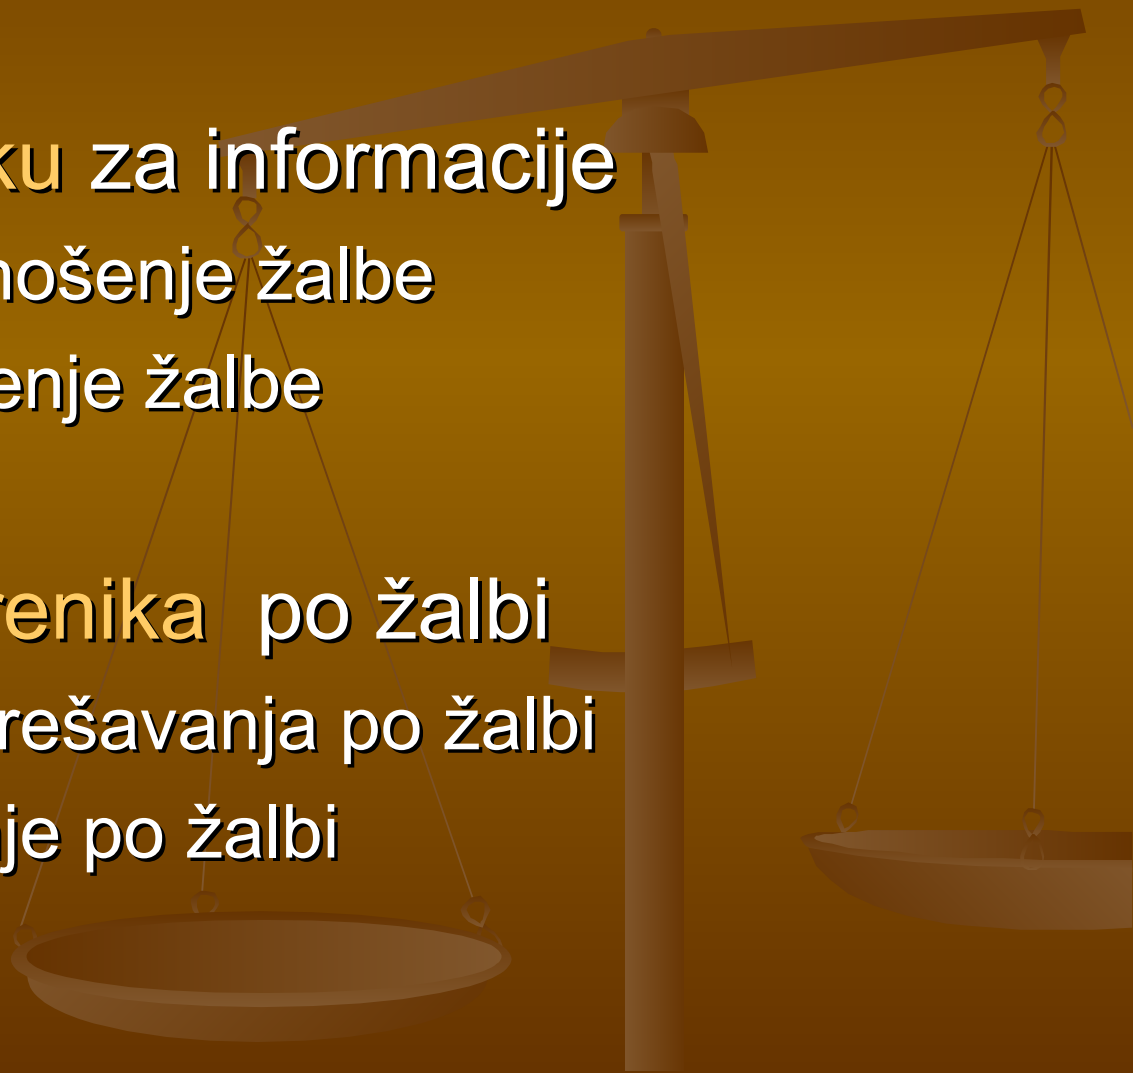 ku za informacije
nošenje žalbe
enje žalbe
renika po žalbi
rešavanja po žalbi
je po žalbi